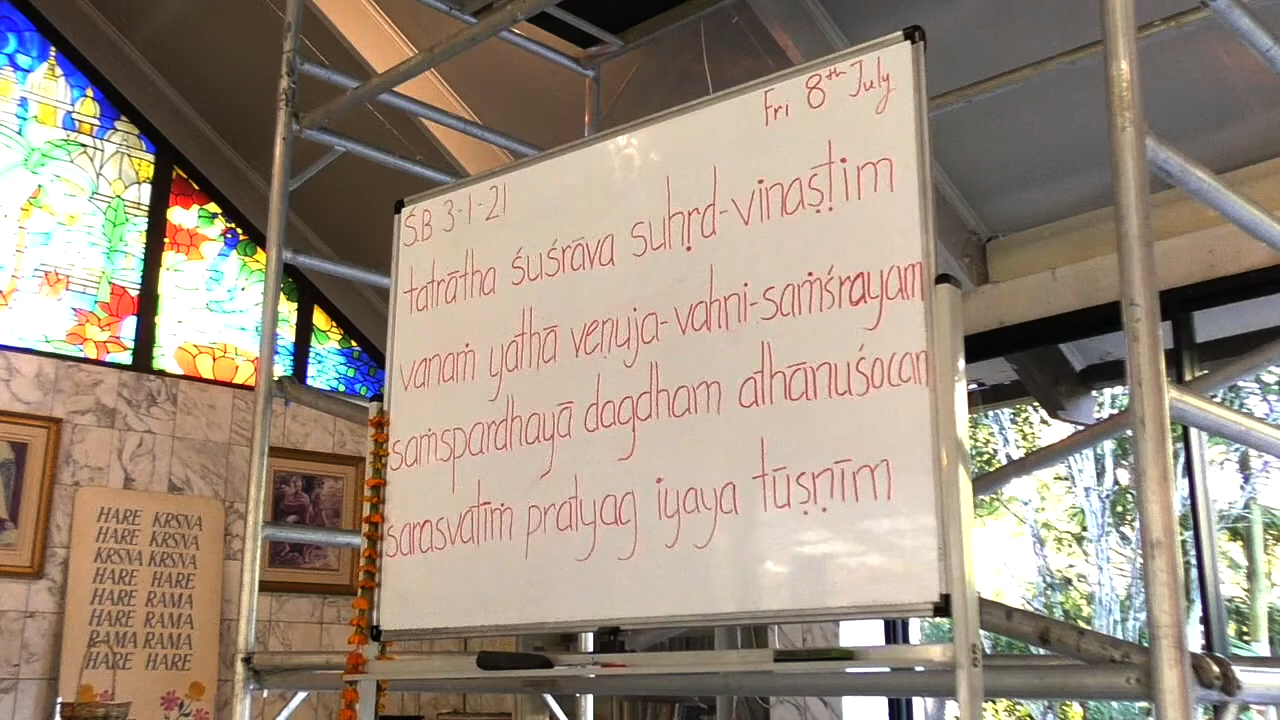 Fri 8th July
S.B 3-1-21
tatrātha śuśrāva suhṛd-vinaṣṭim
vanaṁ yathā veṇuja-vahni-saṁśrayam
saṁspardhayā dagdham athānuśocan
sarasvatīṁ pratyag iyaya tūṣṇīm
HARE KRSNA
HARE KRSNA
KRSNA KRSNA
HARE HARE
HARE RAMA
HARE RAMA
RAMA RAMA
HARE HARE